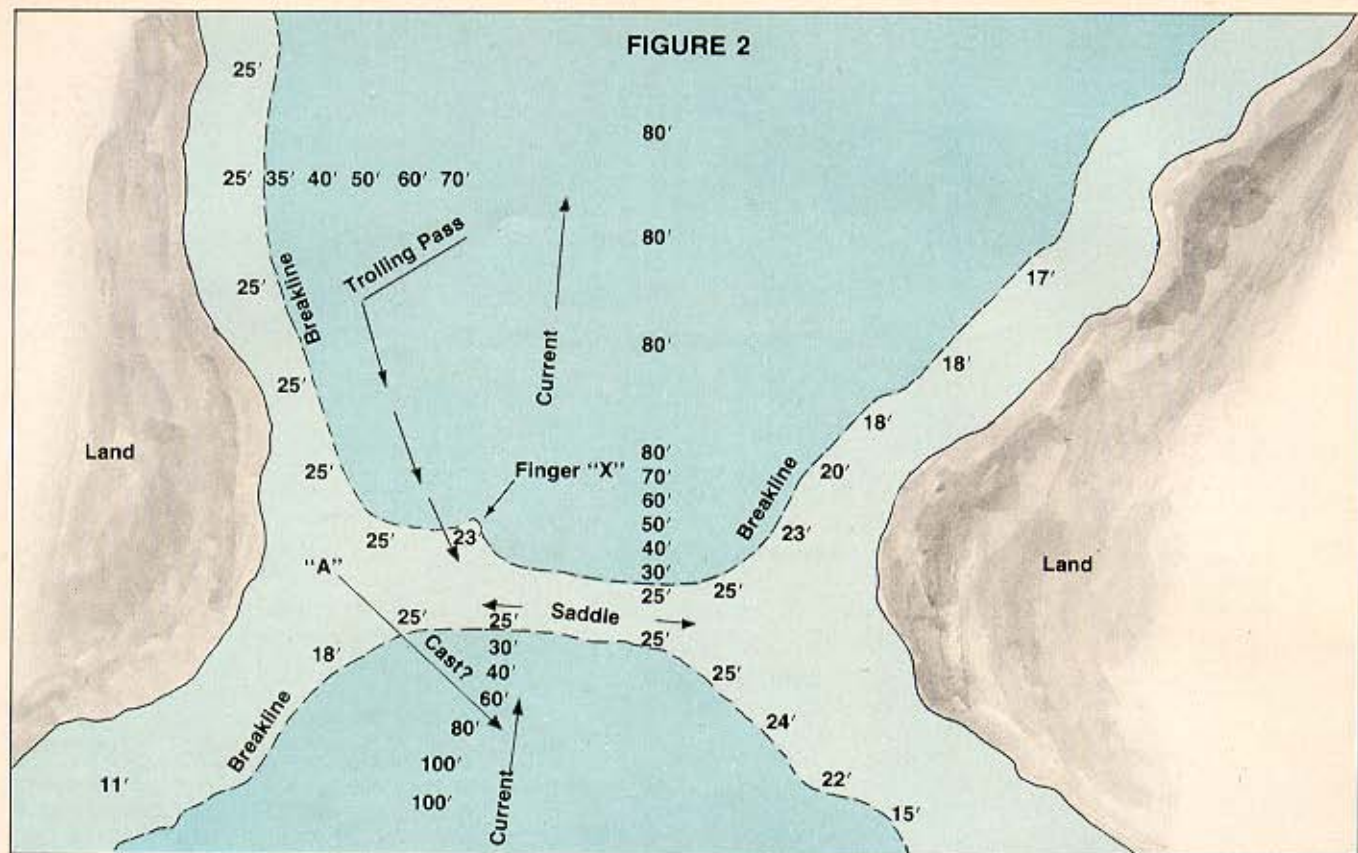 FIGURE 2
25'
80'
25' 35' 40' 50' 60' 70'
Trolling Pass
80'
17'
25'
Breakline
Current
80'
18'
25'
18'
Land
25'
Finger "X"
80'
70'
60'
50'
40'
30'
Breakline
20'
23'
25'
23'
"A"
25'
25'
Saddle
Land
25'
25'
25'
18'
Cast?
30'
40'
60'
80'
100'
100'
Current
25'
24'
22'
15'
Breakline
11'